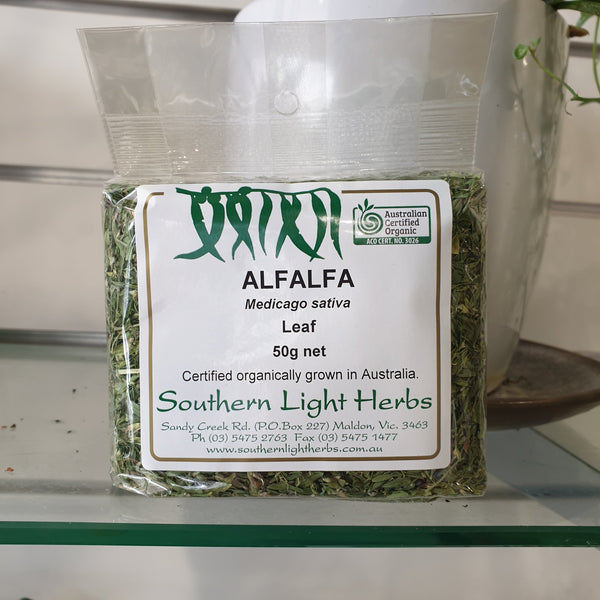 Australian
Certified
Organic
ACO CERT. NO. 3026
ALFALFA
Medicago sativa
Leaf
50g net
Certified organically grown in Australia.
Southern Light Herbs
Sandy Creek Rd. (P.O.Box 227) Maldon, Vic. 3463
Ph (03) 5475 2763 Fax (03) 5475 1477
www.southernlightherbs.com.au